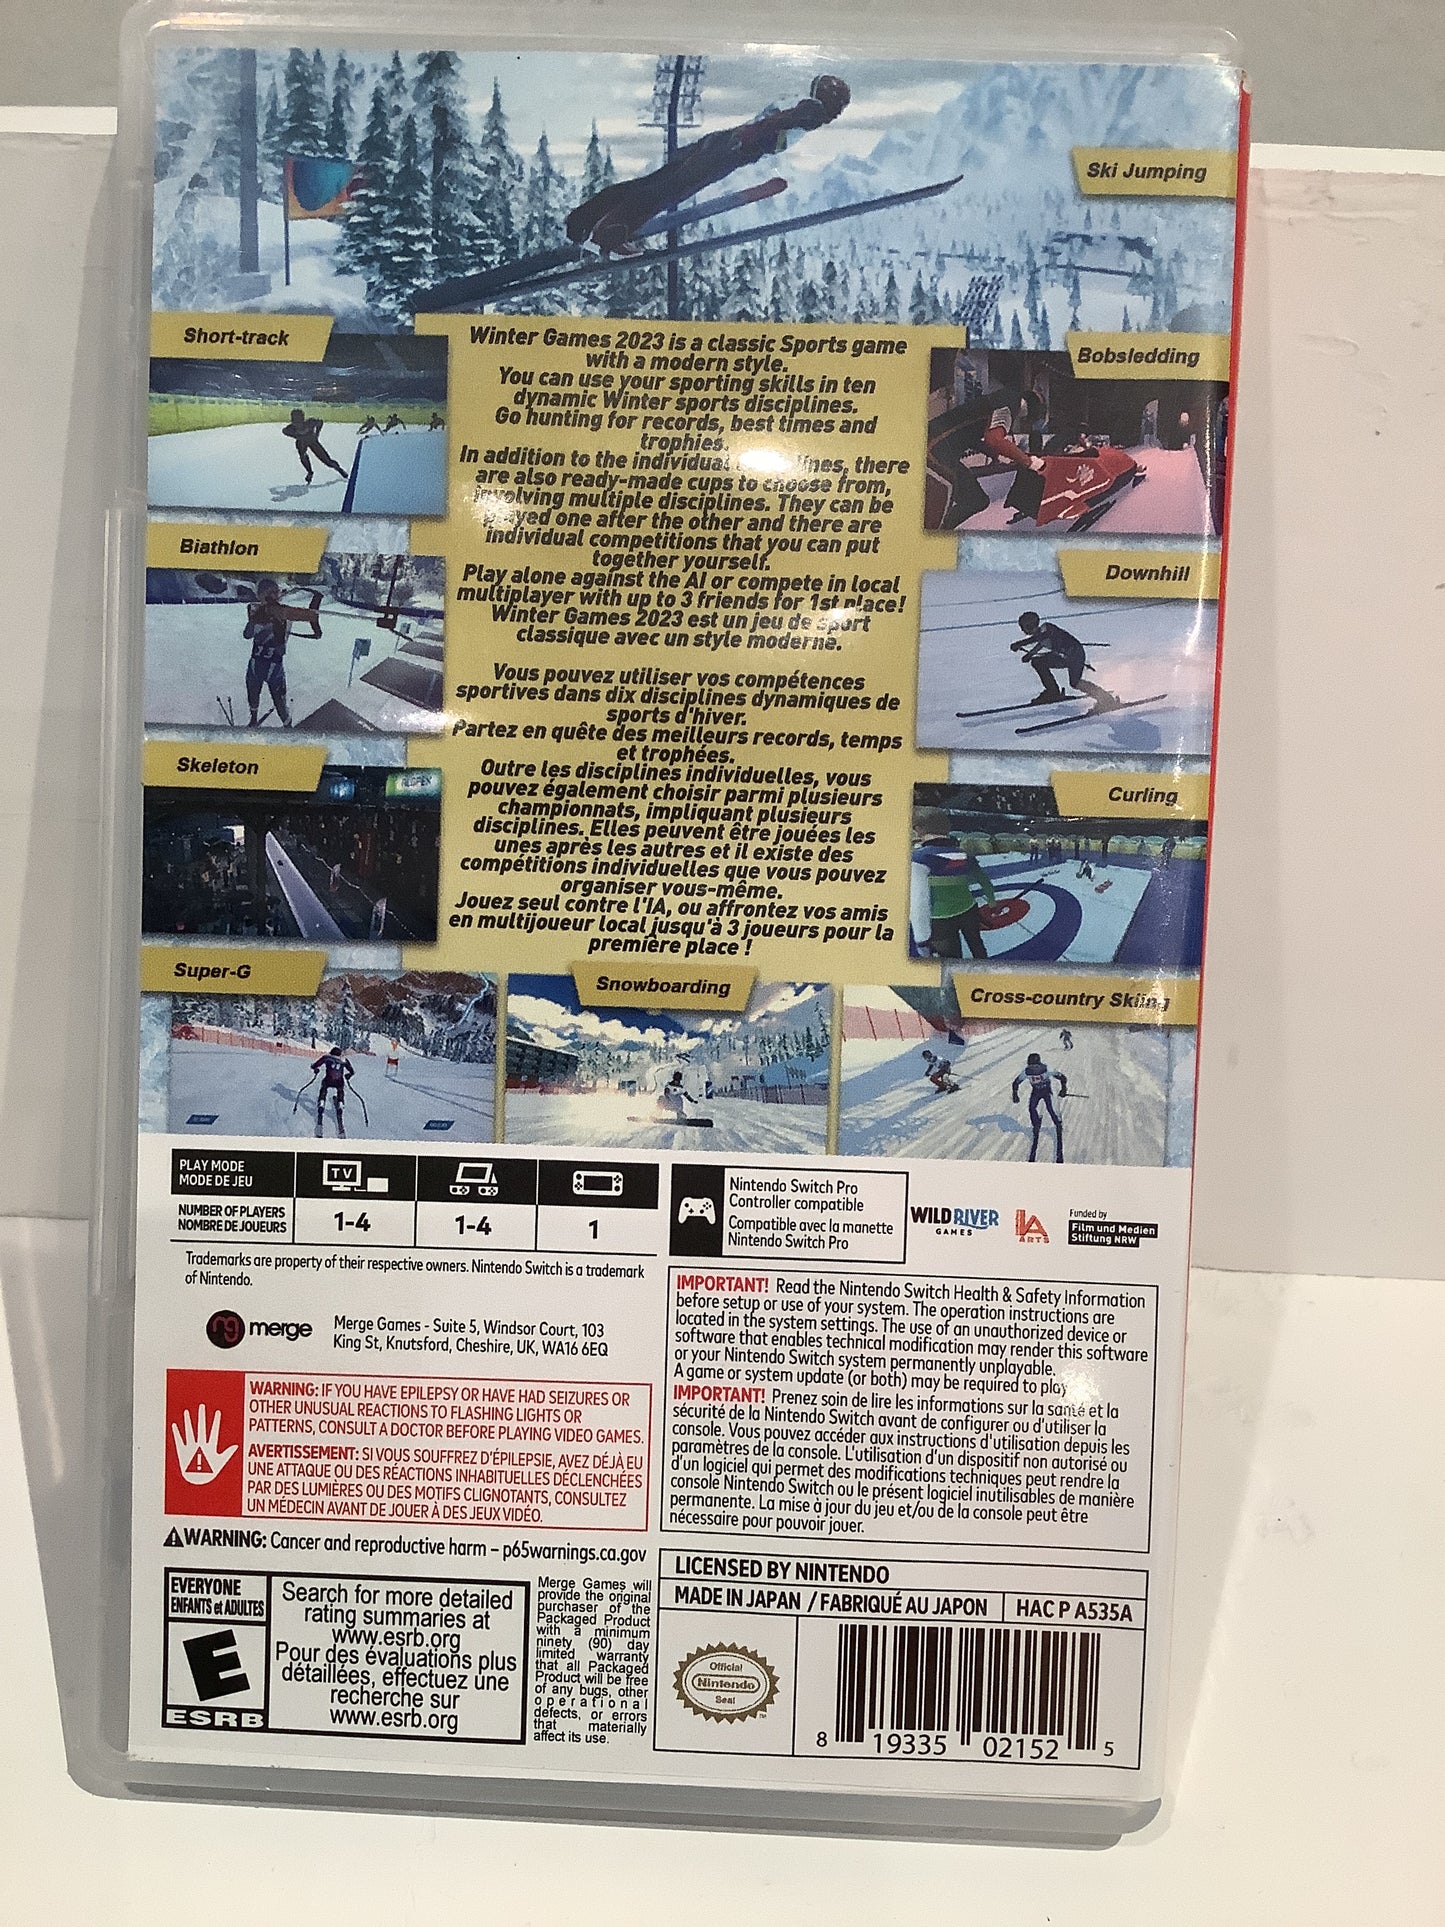 Ski Jumping
Short-track
Bobsledding
Biathlon
Downhill
Skeleton
Curling
Super-G
Snowboarding
Cross-country Skiing
Winter Games 2023 is a classic Sports game
with a modern style.
You can use your sporting skills in ten
dynamic Winter sports disciplines.
Go hunting for records, best times and
trophies.
In addition to the individual disciplines, there
are also ready-made cups to choose from,
involving multiple disciplines. They can be
played one after the other and there are
individual competitions that you can put
together yourself.
Play alone against the AI or compete in local
multiplayer with up to 3 friends for 1st place!
Winter Games 2023 est un jeu de sport
classique avec un style moderne.
Vous pouvez utiliser vos compétences
sportives dans dix disciplines dynamiques de
sports d'hiver.
Partez en quête des meilleurs records, temps
et trophées.
Outre les disciplines individuelles, vous
pouvez également choisir parmi plusieurs
championnats, impliquant plusieurs
disciplines. Elles peuvent être jouées les
unes après les autres et il existe des
compétitions individuelles que vous pouvez
organiser vous-même.
Jouez seul contre l'IA, ou affrontez vos amis
en multijoueur local jusqu'à 3 joueurs pour la
première place !
PLAY MODE
MODE DE JEU
TV
NUMBER OF PLAYERS
NOMBRE DE JOUEURS
1-4
1-4
1
Nintendo Switch Pro
Controller compatible
Compatible avec la manette
Nintendo Switch Pro
WILD RIVER
GAMES
IA
ARTS
Funded by
Film und Medien
Stiftung NRW
Trademarks are property of their respective owners. Nintendo Switch is a trademark
of Nintendo.
merge
Merge Games - Suite 5, Windsor Court, 103
King St, Knutsford, Cheshire, UK, WA16 6EQ
WARNING: IF YOU HAVE EPILEPSY OR HAVE HAD SEIZURES OR
OTHER UNUSUAL REACTIONS TO FLASHING LIGHTS OR
PATTERNS, CONSULT A DOCTOR BEFORE PLAYING VIDEO GAMES.
AVERTISSEMENT: SI VOUS SOUFFREZ D'ÉPILEPSIE, AVEZ DÉJÀ EU
UNE ATTAQUE OU DES RÉACTIONS INHABITUELLES DÉCLENCHÉES
PAR DES LUMIÈRES OU DES MOTIFS CLIGNOTANTS, CONSULTEZ
UN MÉDECIN AVANT DE JOUER À DES JEUX VIDÉO.
WARNING: Cancer and reproductive harm – p65warnings.ca.gov
IMPORTANT! Read the Nintendo Switch Health & Safety Information
before setup or use of your system. The operation instructions are
located in the system settings. The use of an unauthorized device or
software that enables technical modification may render this software
or your Nintendo Switch system permanently unplayable.
A game or system update (or both) may be required to play
IMPORTANT! Prenez soin de lire les informations sur la santé et la
sécurité de la Nintendo Switch avant de configurer ou d'utiliser la
console. Vous pouvez accéder aux instructions d'utilisation depuis les
paramètres de la console. L'utilisation d'un dispositif non autorisé ou
d'un logiciel qui permet des modifications techniques peut rendre la
console Nintendo Switch ou le présent logiciel inutilisables de manière
permanente. La mise à jour du jeu et/ou de la console peut être
nécessaire pour pouvoir jouer.
EVERYONE
ENFANTS et ADULTES
E
ESRB
Search for more detailed
rating summaries at
www.esrb.org
Pour des évaluations plus
détaillées, effectuez une
recherche sur
www.esrb.org
Merge Games will
provide the original
purchaser of the
Packaged Product
with a minimum
ninety (90) day
limited warranty
that all Packaged
Product will be free
of any bugs, other
operational
defects, or errors
that materially
affect its use.
LICENSED BY NINTENDO
MADE IN JAPAN / FABRIQUÉ AU JAPON
HAC P A535A
Official
Nintendo
Seal
TM
8 19335 02152 5